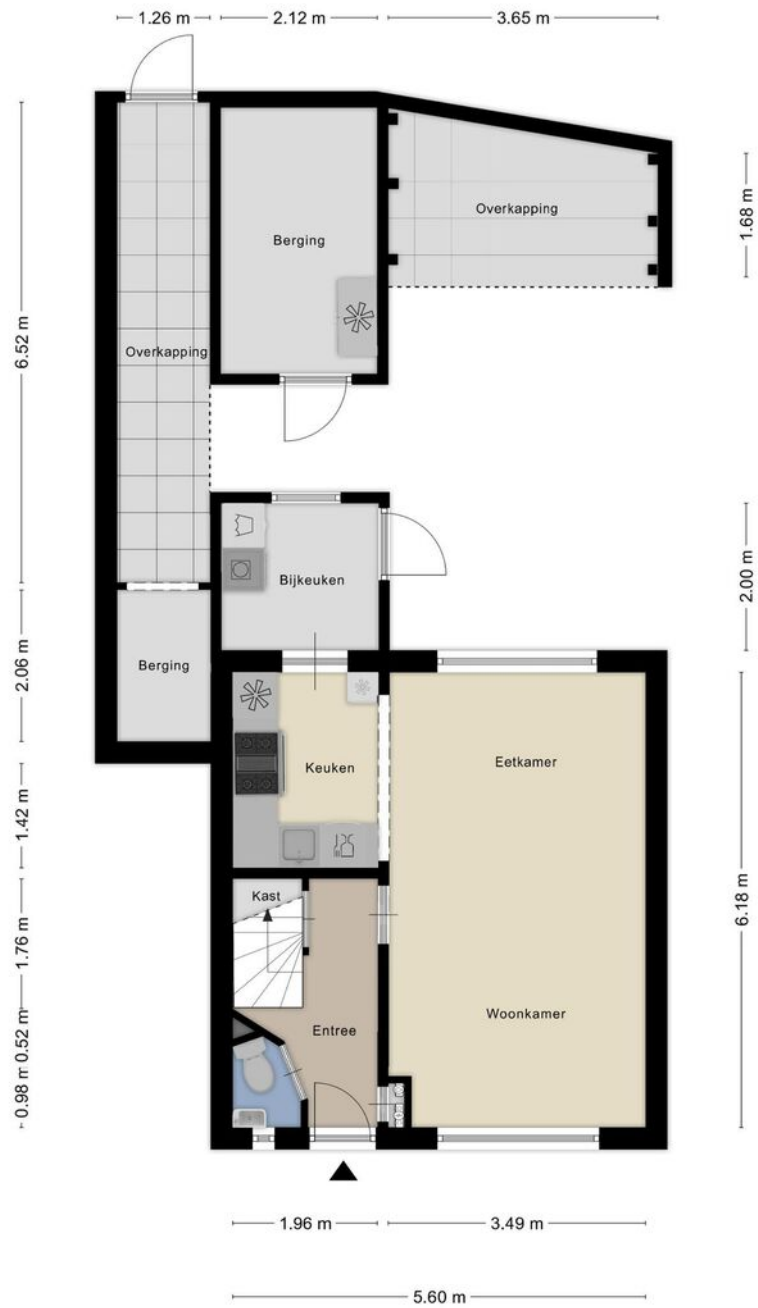 1.26 m
2.12 m
3.65 m
Overkapping
1.68 m
Berging
6.52 m
Overkapping
Bijkeuken
2.00 m
Berging
2.06 m
Keuken
Eetkamer
1.42 m
Kast
6.18 m
1.76 m
Woonkamer
Entree
0.52 m
0.98 m
1.96 m
3.49 m
5.60 m